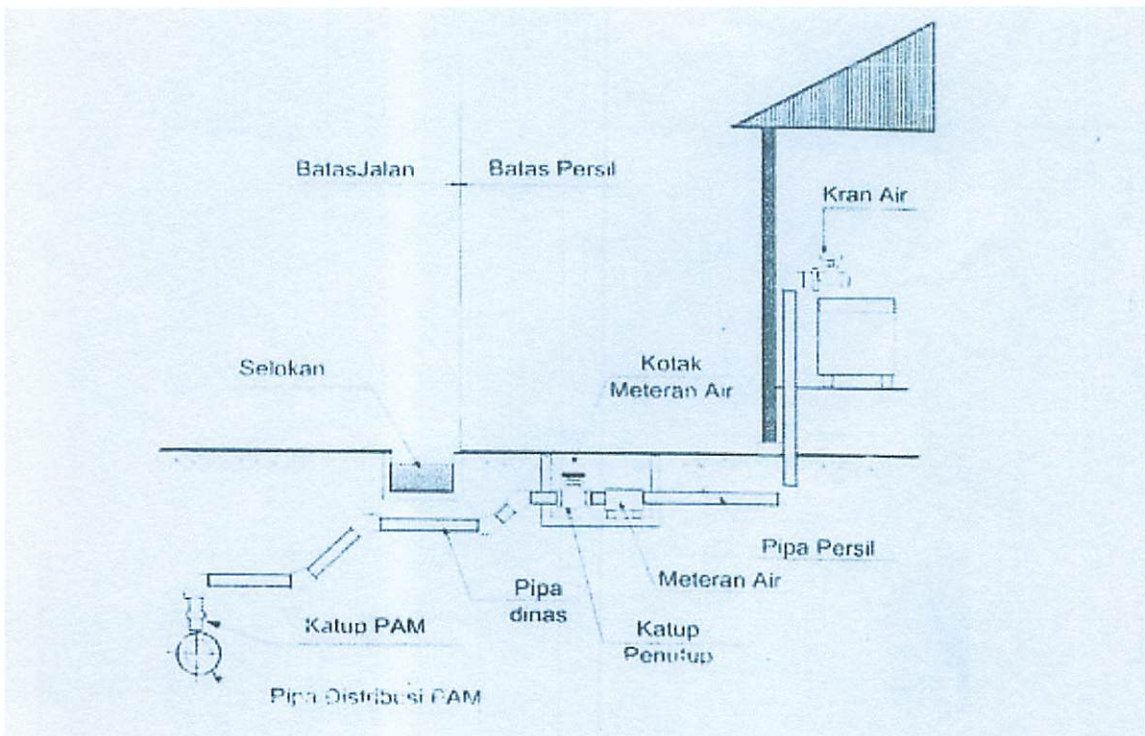 BatasJalan
Batas Persil
Kran Air
Selokan
Kotak
Meteran Air
Pipa Persil
Meteran Air
Pipa
dinas
Katup PAM
Katup
Penutup
Pipa Distribusi PAM